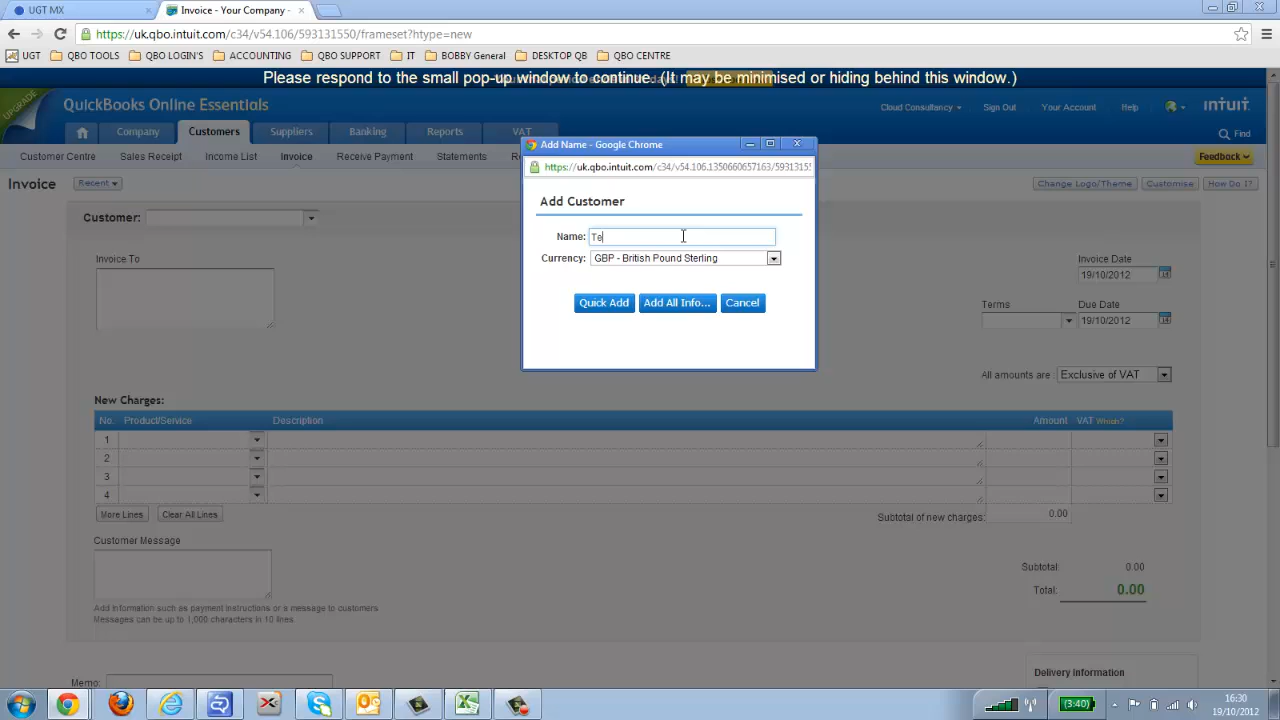 UGT MX
Invoice - Your Company -
https://uk.qbo.intuit.com/c34/v54.106/593131550/frameset?htype=new
UGT QBO TOOLS QBO LOGIN'S ACCOUNTING QBO SUPPORT IT BOBBY General DESKTOP QB QBO CENTRE
Please respond to the small pop-up window to continue. (It may be minimised or hiding behind this window.)
UPGRADE
QuickBooks Online Essentials
Cloud Consultancy Sign Out Your Account Help INTUIT
Company Customers Suppliers Banking Reports VAT
Find
Customer Centre Sales Receipt Income List Invoice Receive Payment Statements
Feedback
Invoice Recent
Change Logo/Theme Customise How Do I?
Add Name - Google Chrome
https://uk.qbo.intuit.com/c34/v54.106.1350660657163/5931315
Add Customer
Name: Te
Currency: GBP - British Pound Sterling
Quick Add Add All Info... Cancel
Customer:
Invoice To
Invoice Date
19/10/2012
Terms Due Date
19/10/2012
All amounts are : Exclusive of VAT
New Charges:
No. Product/Service Description Amount VAT Which?
1
2
3
4
More Lines Clear All Lines
Subtotal of new charges: 0.00
Customer Message
Subtotal: 0.00
Total: 0.00
Add information such as payment instructions or a message to customers
Messages can be up to 1,000 characters in 10 lines
Memo:
Delivery Information
(3:40)
16:30
19/10/2012